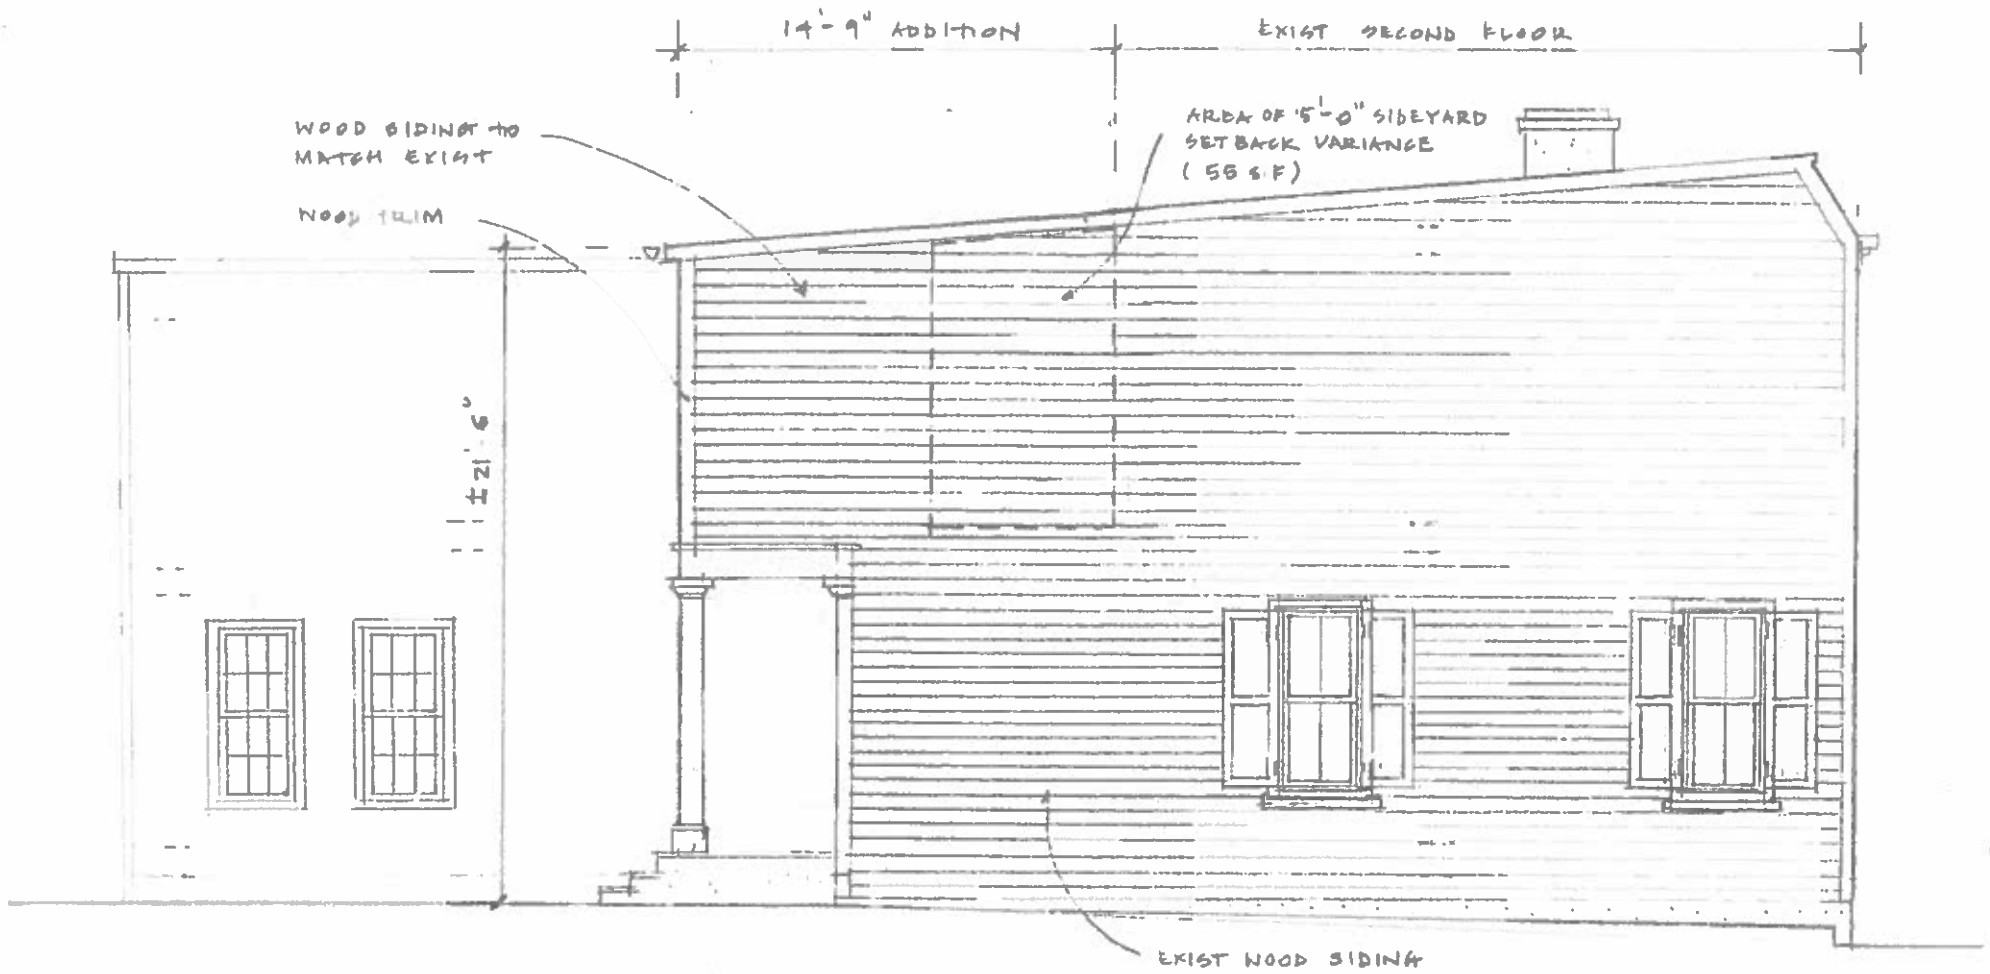 14'-9" ADDITION
EXIST SECOND FLOOR
WOOD SIDING TO
MATCH EXIST
AREA OF 5'-0" SIDEYARD
SETBACK VARIANCE
(55 S.F)
WOOD TRIM
±21'.6"
EXIST WOOD SIDING